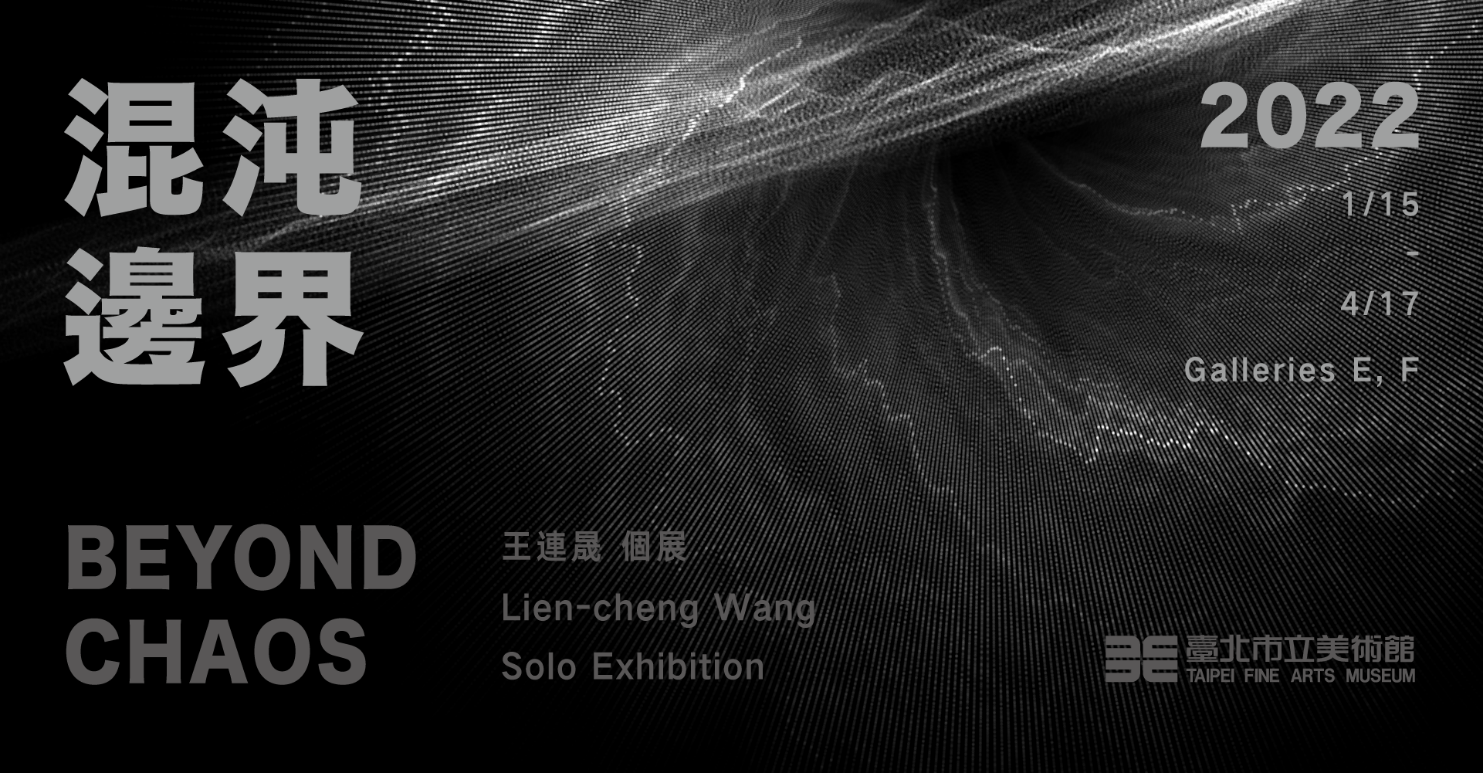 混沌
邊界
2022
1/15
-
4/17
Galleries E, F
BEYOND
CHAOS
王連晟 個展
Lien-cheng Wang
Solo Exhibition
臺北市立美術館
TAIPEI FINE ARTS MUSEUM